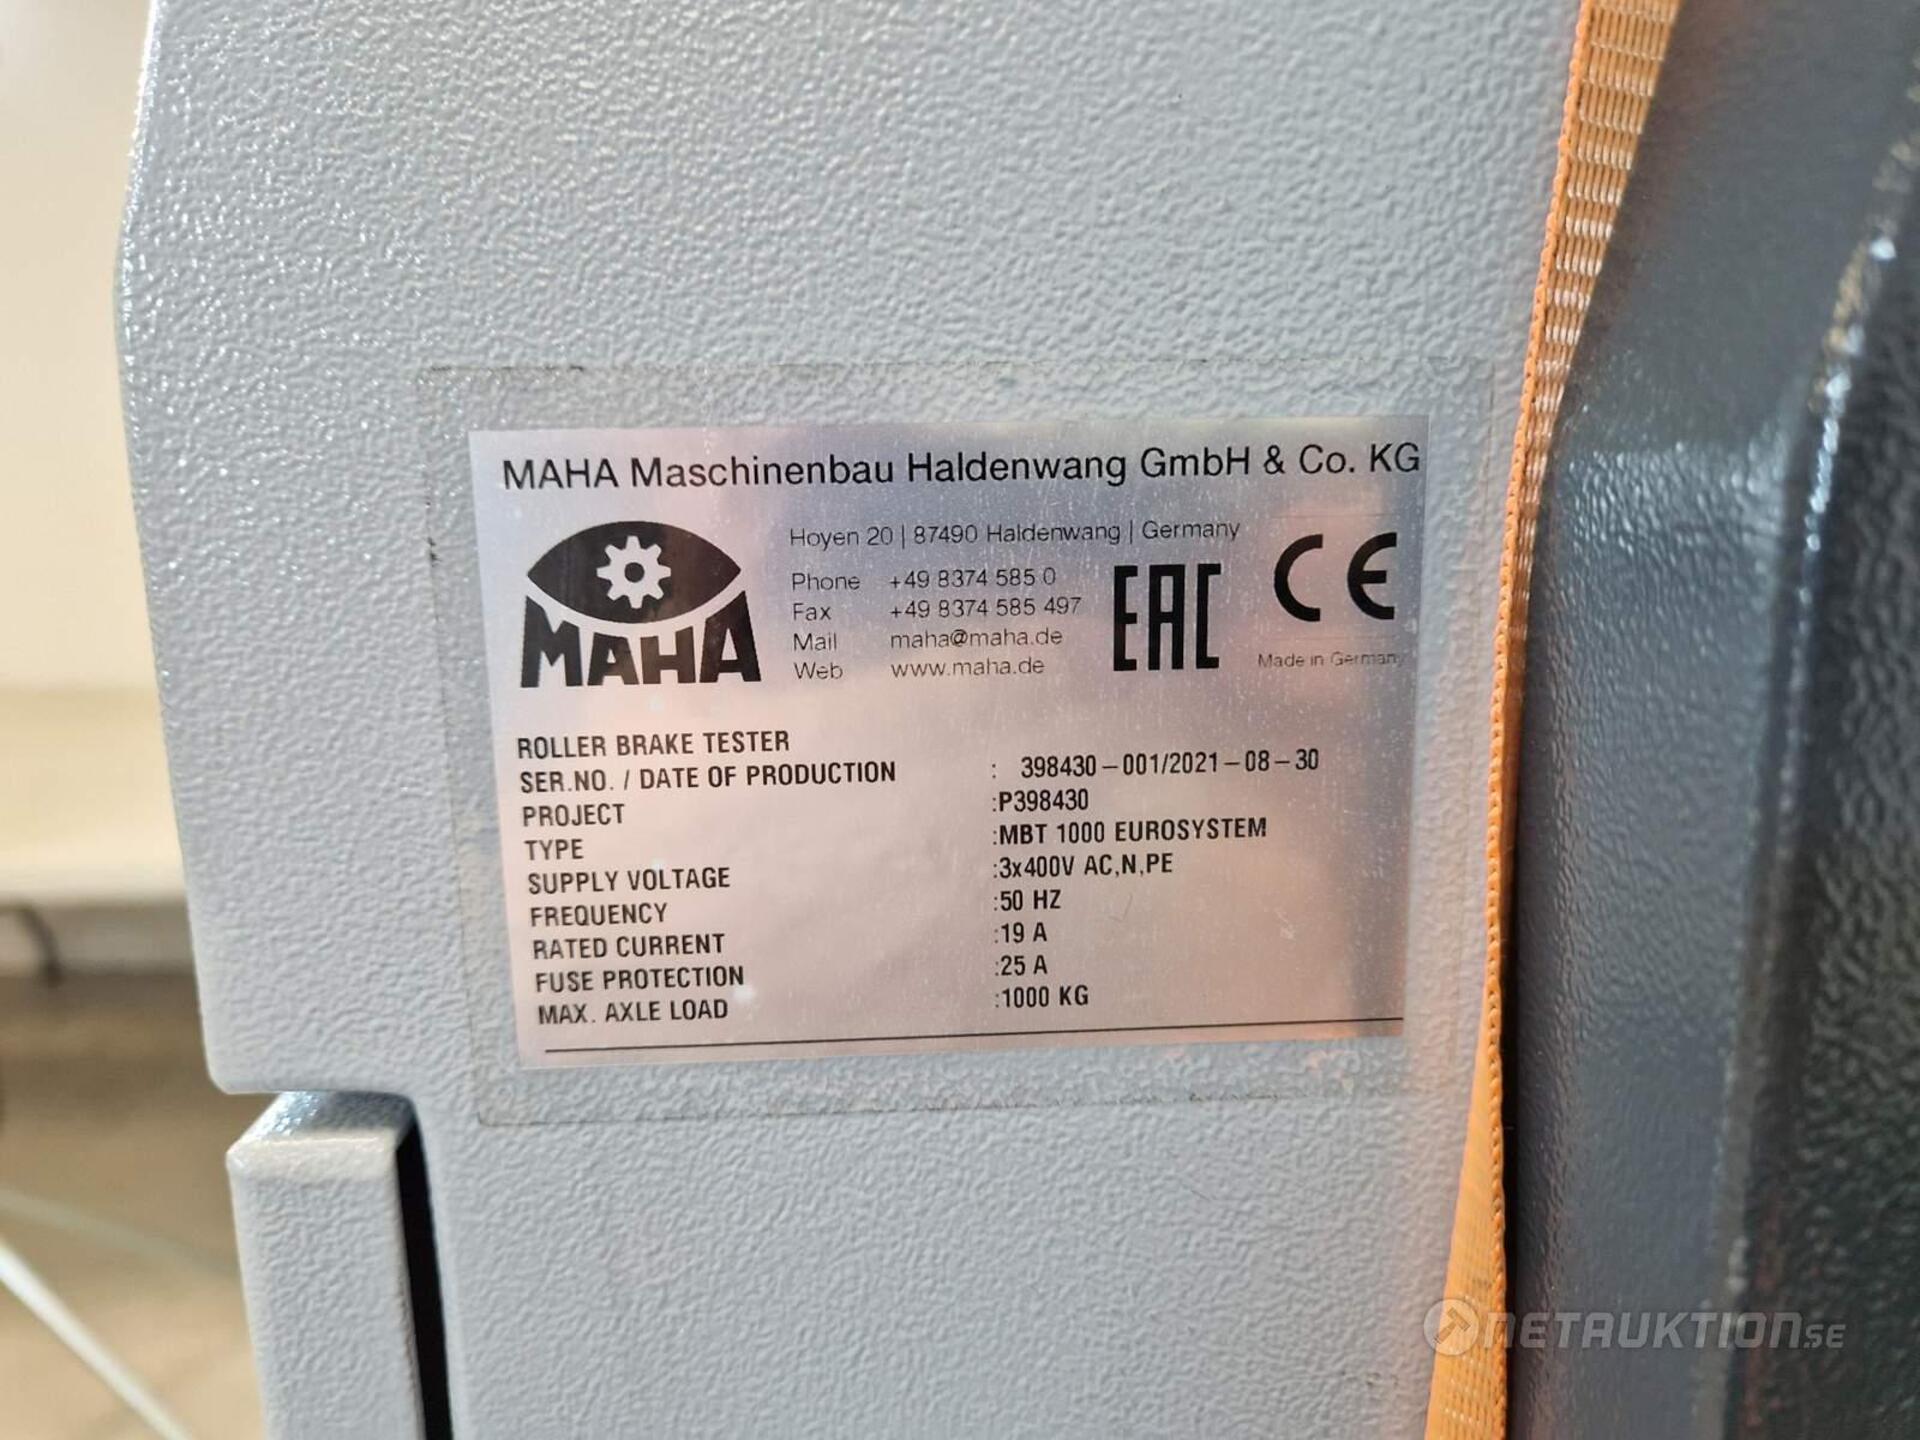 MAHA Maschinenbau Haldenwang GmbH & Co. KG
Hoyen 20 | 87490 Haldenwang | Germany
Phone +49 8374 585 0
Fax +49 8374 585 497
Mail maha@maha.de
Web www.maha.de
MAHA
EAC
CE
Made in Germany
ROLLER BRAKE TESTER
SER.NO. / DATE OF PRODUCTION : 398430-001/2021-08-30
PROJECT :P398430
TYPE :MBT 1000 EUROSYSTEM
SUPPLY VOLTAGE :3x400V AC,N,PE
FREQUENCY :50 HZ
RATED CURRENT :19 A
FUSE PROTECTION :25 A
MAX. AXLE LOAD :1000 KG
NETAUKTION.SE